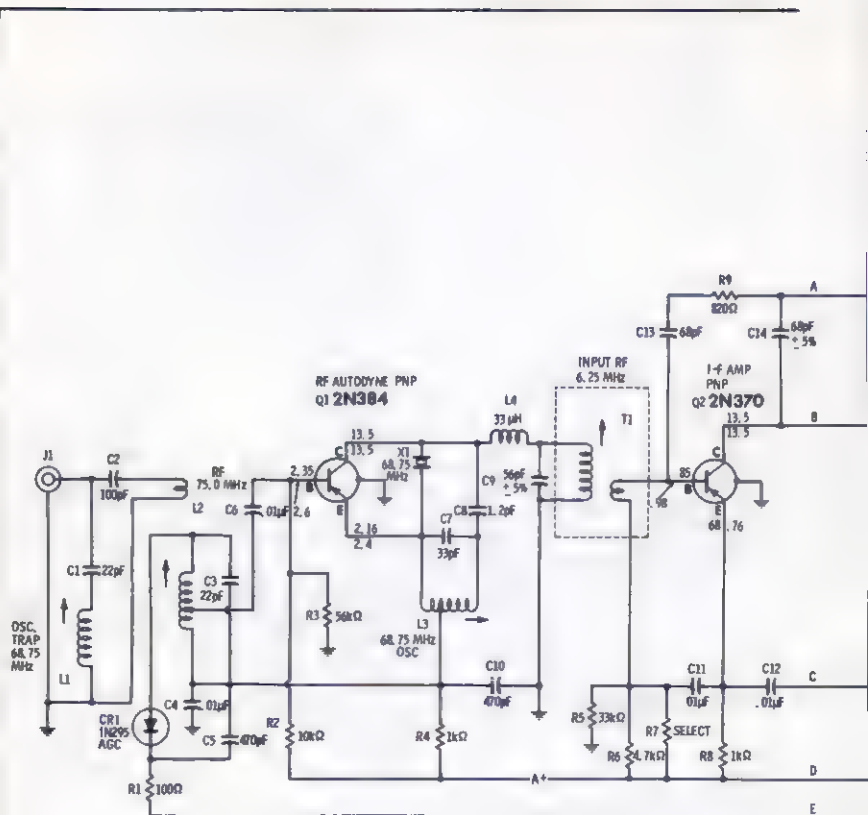 R9
820Ω
A
C13
68pF
C14
68pF
± 5%
INPUT RF
6.25 MHz
I-F AMP
PNP
Q2 2N370
RF AUTODYNE PNP
Q1 2N384
L4
33 μH
T1
13.5
13.5
B
13.5
13.5
C
C
J1
C2
100pF
RF
75.0 MHz
L2
C6
.01μF
2.35
B
2.6
E
X1
68.75
MHz
C9
56pF
± 5%
C8
1.2pF
85
B
.98
E
68
.76
2.16
2.4
C7
33pF
C1
22pF
C3
22pF
R3
56kΩ
L3
68.75 MHz
OSC
OSC.
TRAP
68.75
MHz
L1
C10
470pF
C11
.01μF
C12
.01μF
C
C4
.01μF
CR1
1N295
AGC
C5
470pF
R2
10kΩ
R4
1kΩ
R5
33kΩ
R7
SELECT
R6
4.7kΩ
R8
1kΩ
A+
D
R1
100Ω
E